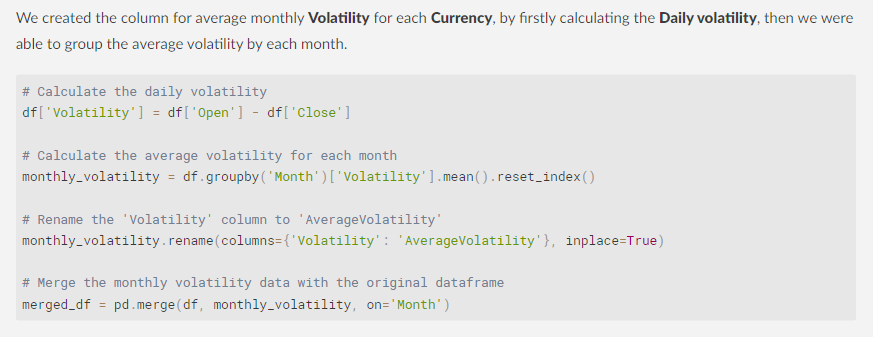 We created the column for average monthly Volatility for each Currency, by firstly calculating the Daily volatility, then we were
able to group the average volatility by each month.
# Calculate the daily volatility
df['Volatility'] = df['Open'] - df['Close']
# Calculate the average volatility for each month
monthly_volatility = df.groupby('Month')['Volatility'].mean().reset_index()
# Rename the 'Volatility' column to 'AverageVolatility'
monthly_volatility.rename(columns={'Volatility': 'AverageVolatility'}, inplace=True)
# Merge the monthly volatility data with the original dataframe
merged_df = pd.merge(df, monthly_volatility, on='Month')